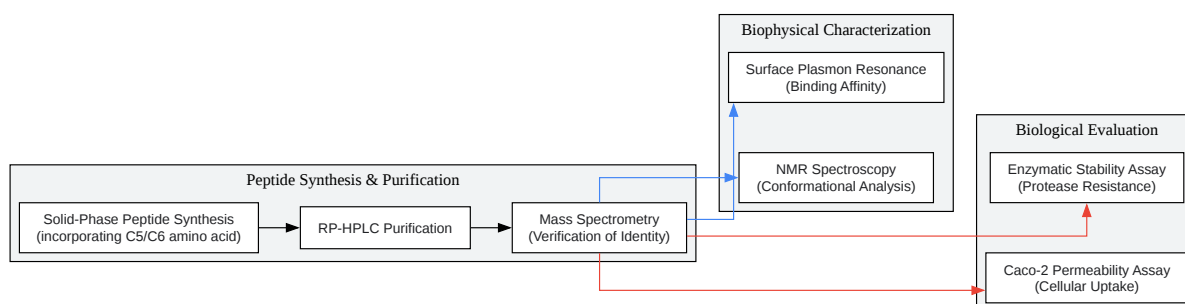 Biophysical Characterization
Surface Plasmon Resonance
(Binding Affinity)
NMR Spectroscopy
(Conformational Analysis)
Biological Evaluation
Enzymatic Stability Assay
(Protease Resistance)
Caco-2 Permeability Assay
(Cellular Uptake)
Peptide Synthesis & Purification
Solid-Phase Peptide Synthesis
(incorporating C5/C6 amino acid)
RP-HPLC Purification
Mass Spectrometry
(Verification of Identity)